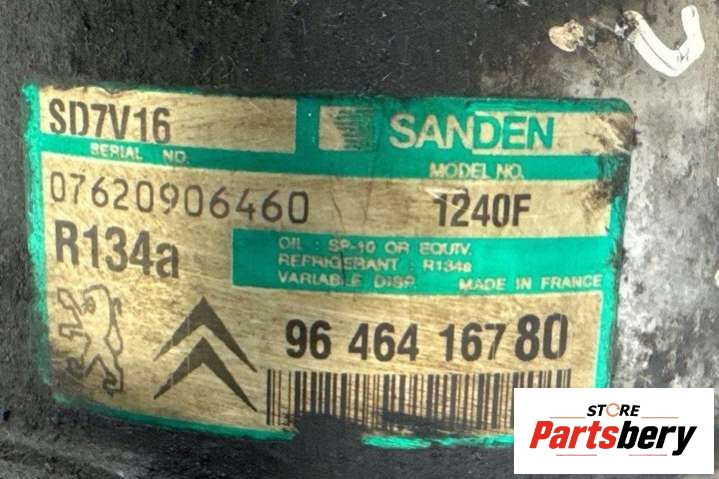 SD7V16
SANDEN
SERIAL NO.
MODEL NO.
07620906460
1240F
R134a
OIL : SP-10 OR EQUIV.
REFRIGERANT : R134a
VARIABLE DISP.
MADE IN FRANCE
96 464 167 80
STORE
Partsbery